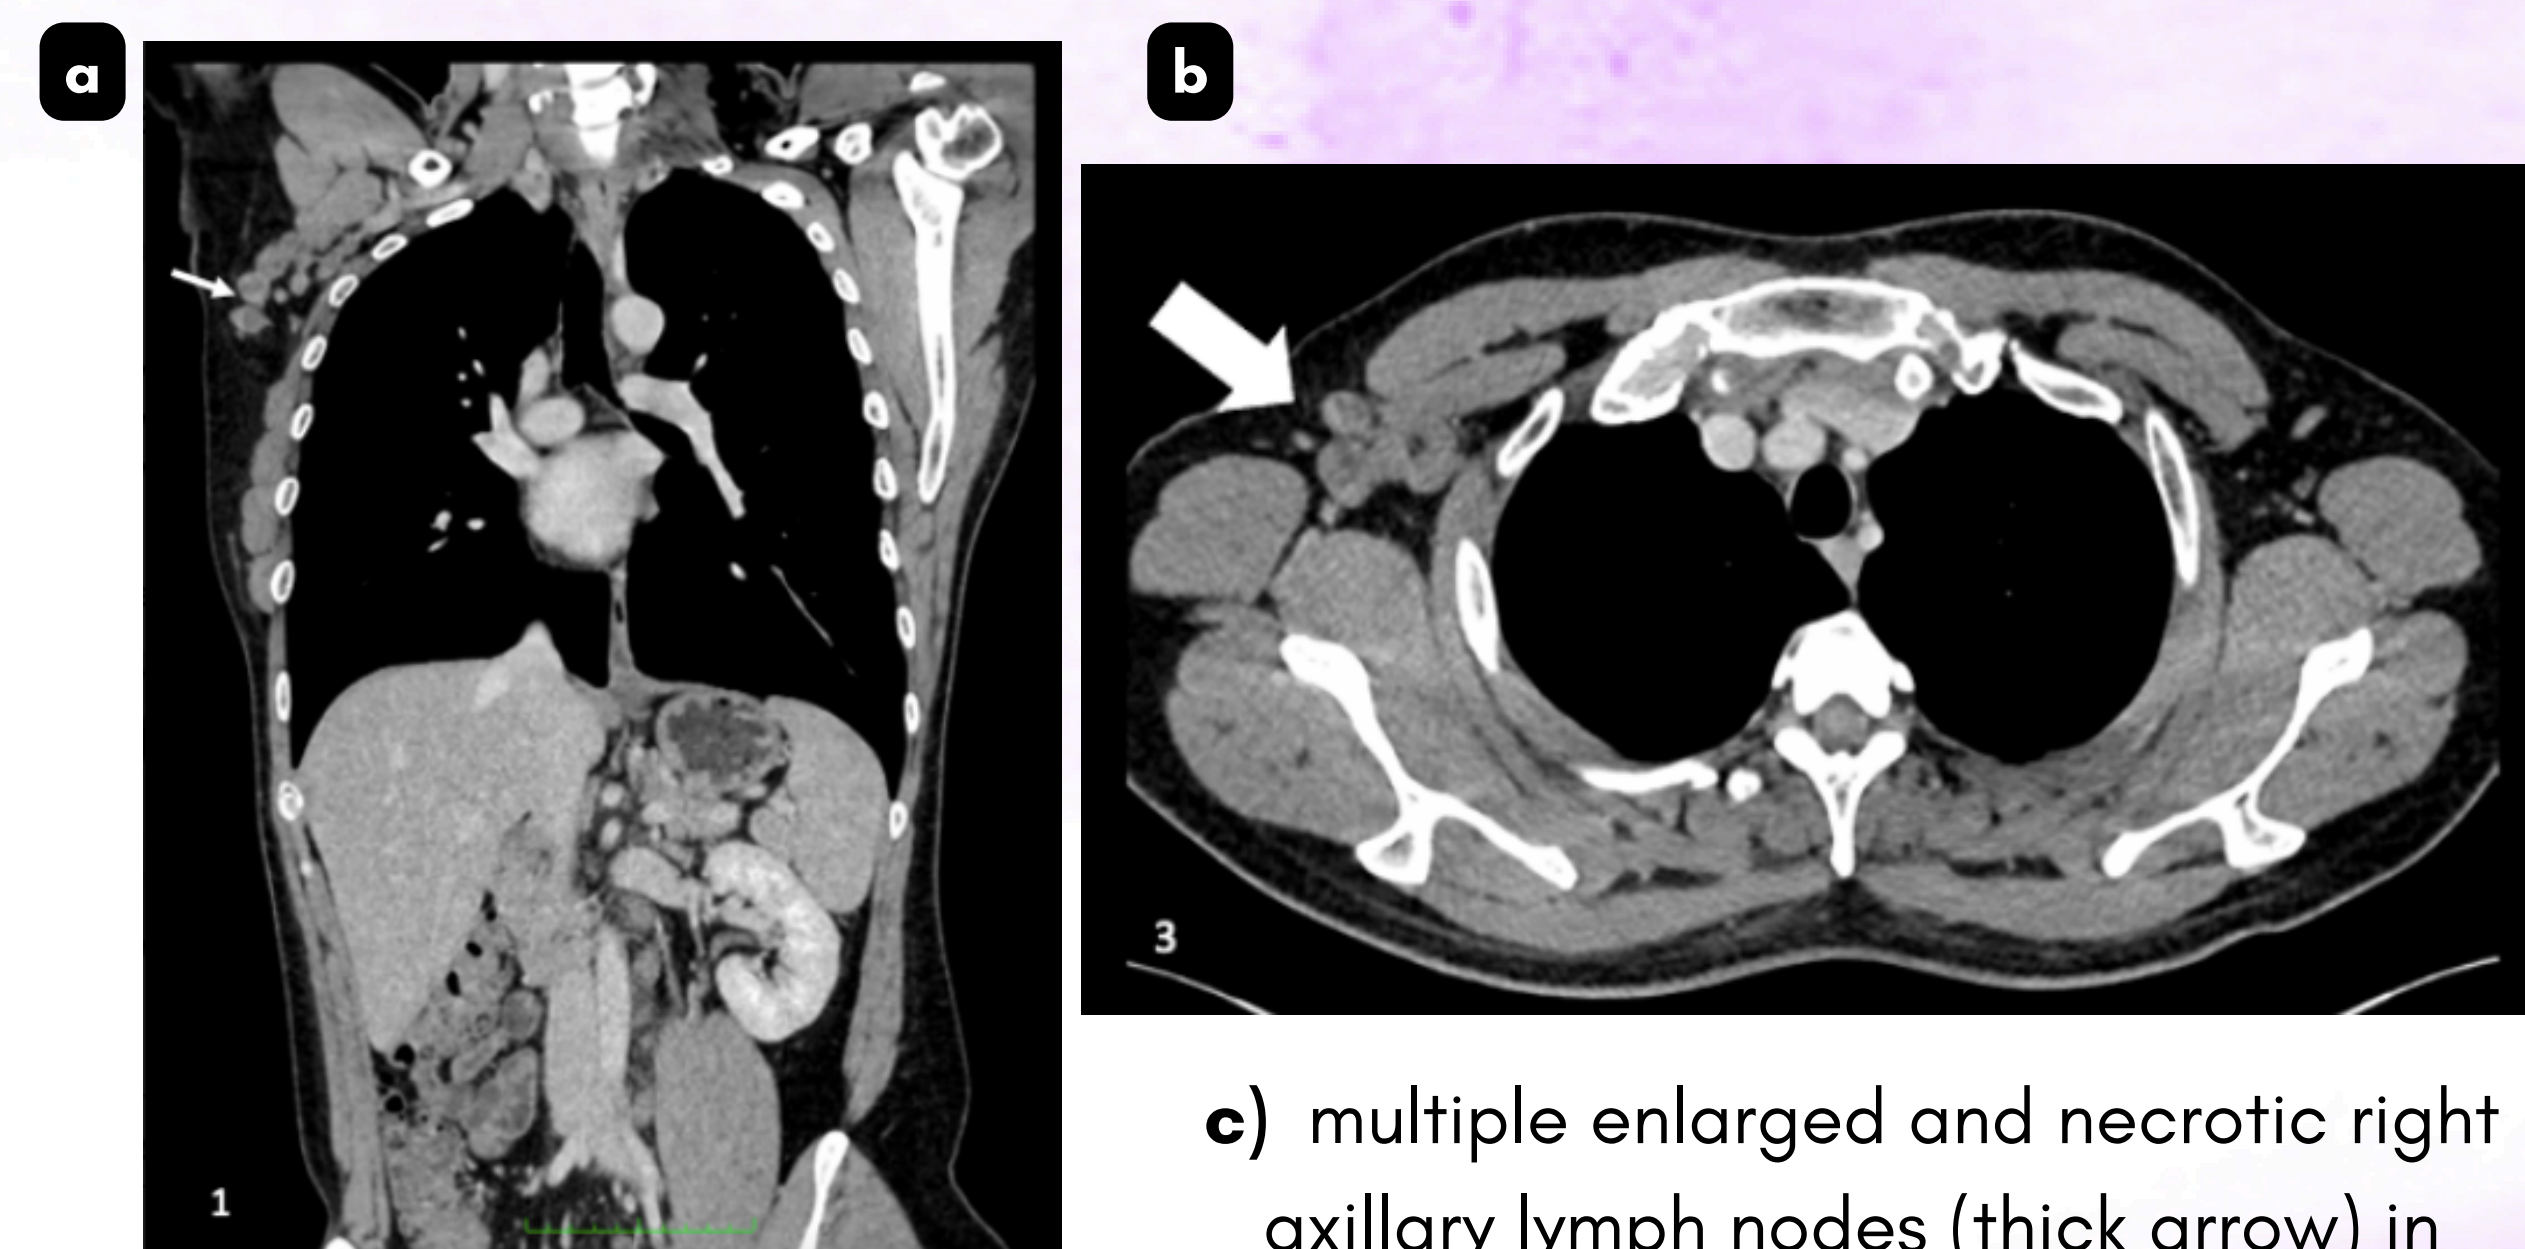 a
b
1
3
c) multiple enlarged and necrotic right
axillary lymph nodes (thick arrow) in